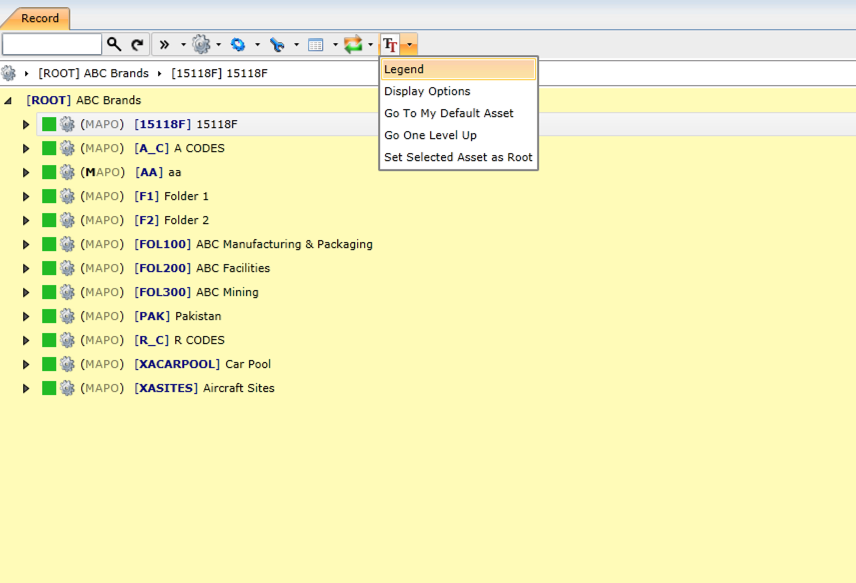 Record
»
TT
[ROOT] ABC Brands [15118F] 15118F
Legend
Display Options
Go To My Default Asset
Go One Level Up
Set Selected Asset as Root
[ROOT] ABC Brands
(MAPO) [15118F] 15118F
(MAPO) [A_C] A CODES
(MAPO) [AA] aa
(MAPO) [F1] Folder 1
(MAPO) [F2] Folder 2
(MAPO) [FOL100] ABC Manufacturing & Packaging
(MAPO) [FOL200] ABC Facilities
(MAPO) [FOL300] ABC Mining
(MAPO) [PAK] Pakistan
(MAPO) [R_C] R CODES
(MAPO) [XACARPOOL] Car Pool
(MAPO) [XASITES] Aircraft Sites